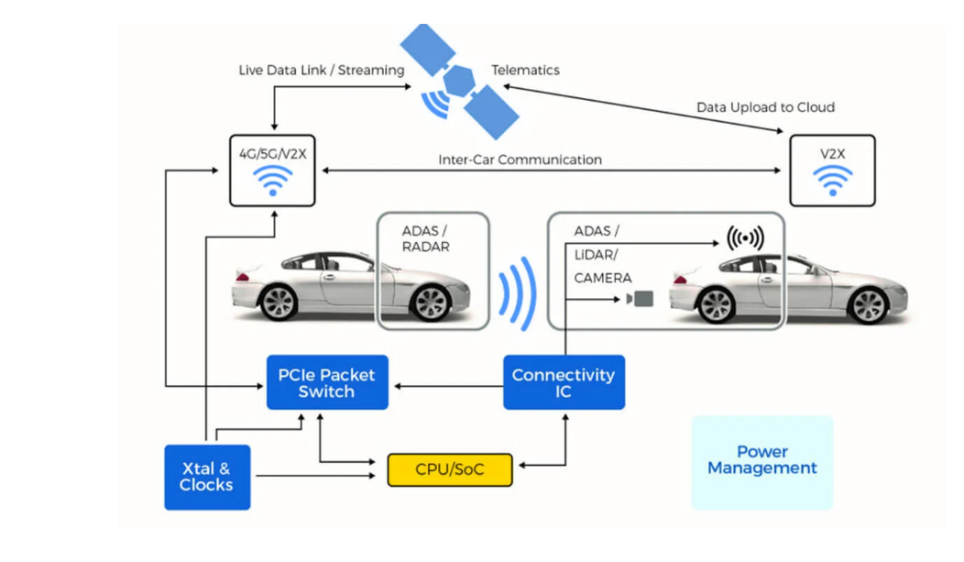 Live Data Link / Streaming
Telematics
Data Upload to Cloud
4G/5G/V2X
Inter-Car Communication
V2X
ADAS /
RADAR
ADAS /
LiDAR/
CAMERA
PCIe Packet
Switch
Connectivity
IC
Xtal &
Clocks
CPU/SoC
Power
Management